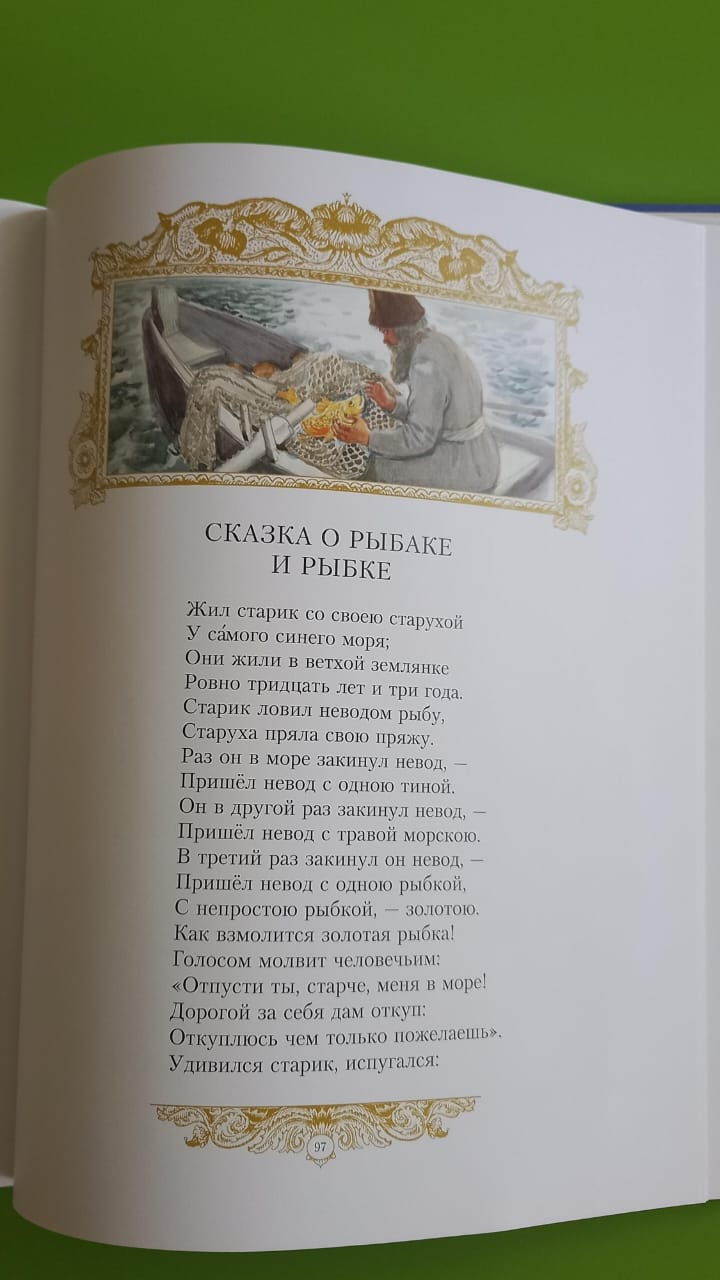 СКАЗКА О РЫБАКЕ
И РЫБКЕ
Жил старик со своею старухой
У са́мого синего моря;
Они жили в ветхой землянке
Ровно тридцать лет и три года.
Старик ловил неводом рыбу,
Старуха пряла свою пряжу.
Раз он в море закинул невод, —
Пришёл невод с одною тиной.
Он в другой раз закинул невод, —
Пришёл невод с травой морскою.
В третий раз закинул он невод, —
Пришёл невод с одною рыбкой,
С непростою рыбкой, — золотою.
Как взмолится золотая рыбка!
Голосом молвит человечьим:
«Отпусти ты, старче, меня в море!
Дорогой за себя дам откуп:
Откуплюсь чем только пожелаешь».
Удивился старик, испугался:
97